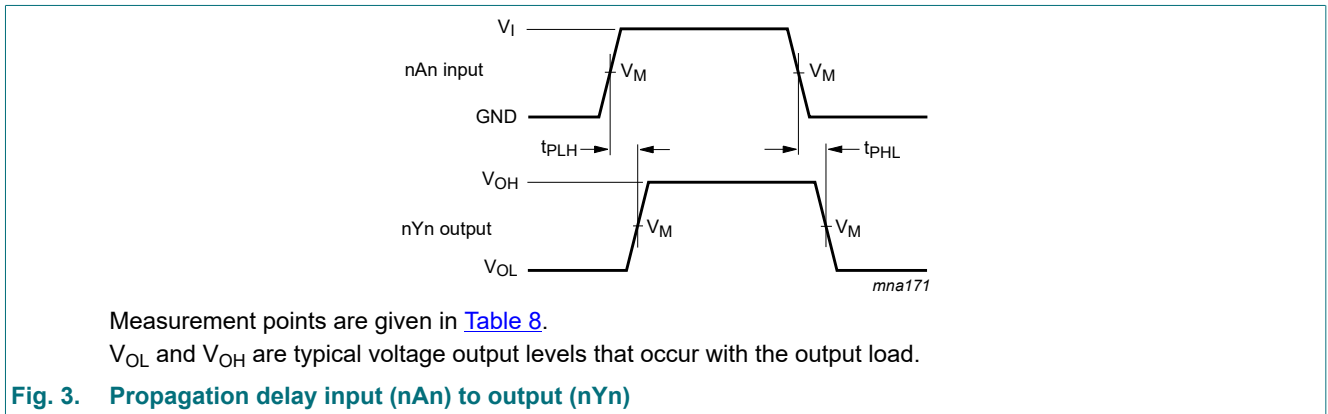 VI
nAn input
VM
VM
GND
tPLH
tPHL
VOH
nYn output
VM
VM
VOL
mna171
Measurement points are given in Table 8.
VOL and VOH are typical voltage output levels that occur with the output load.
Fig. 3. Propagation delay input (nAn) to output (nYn)